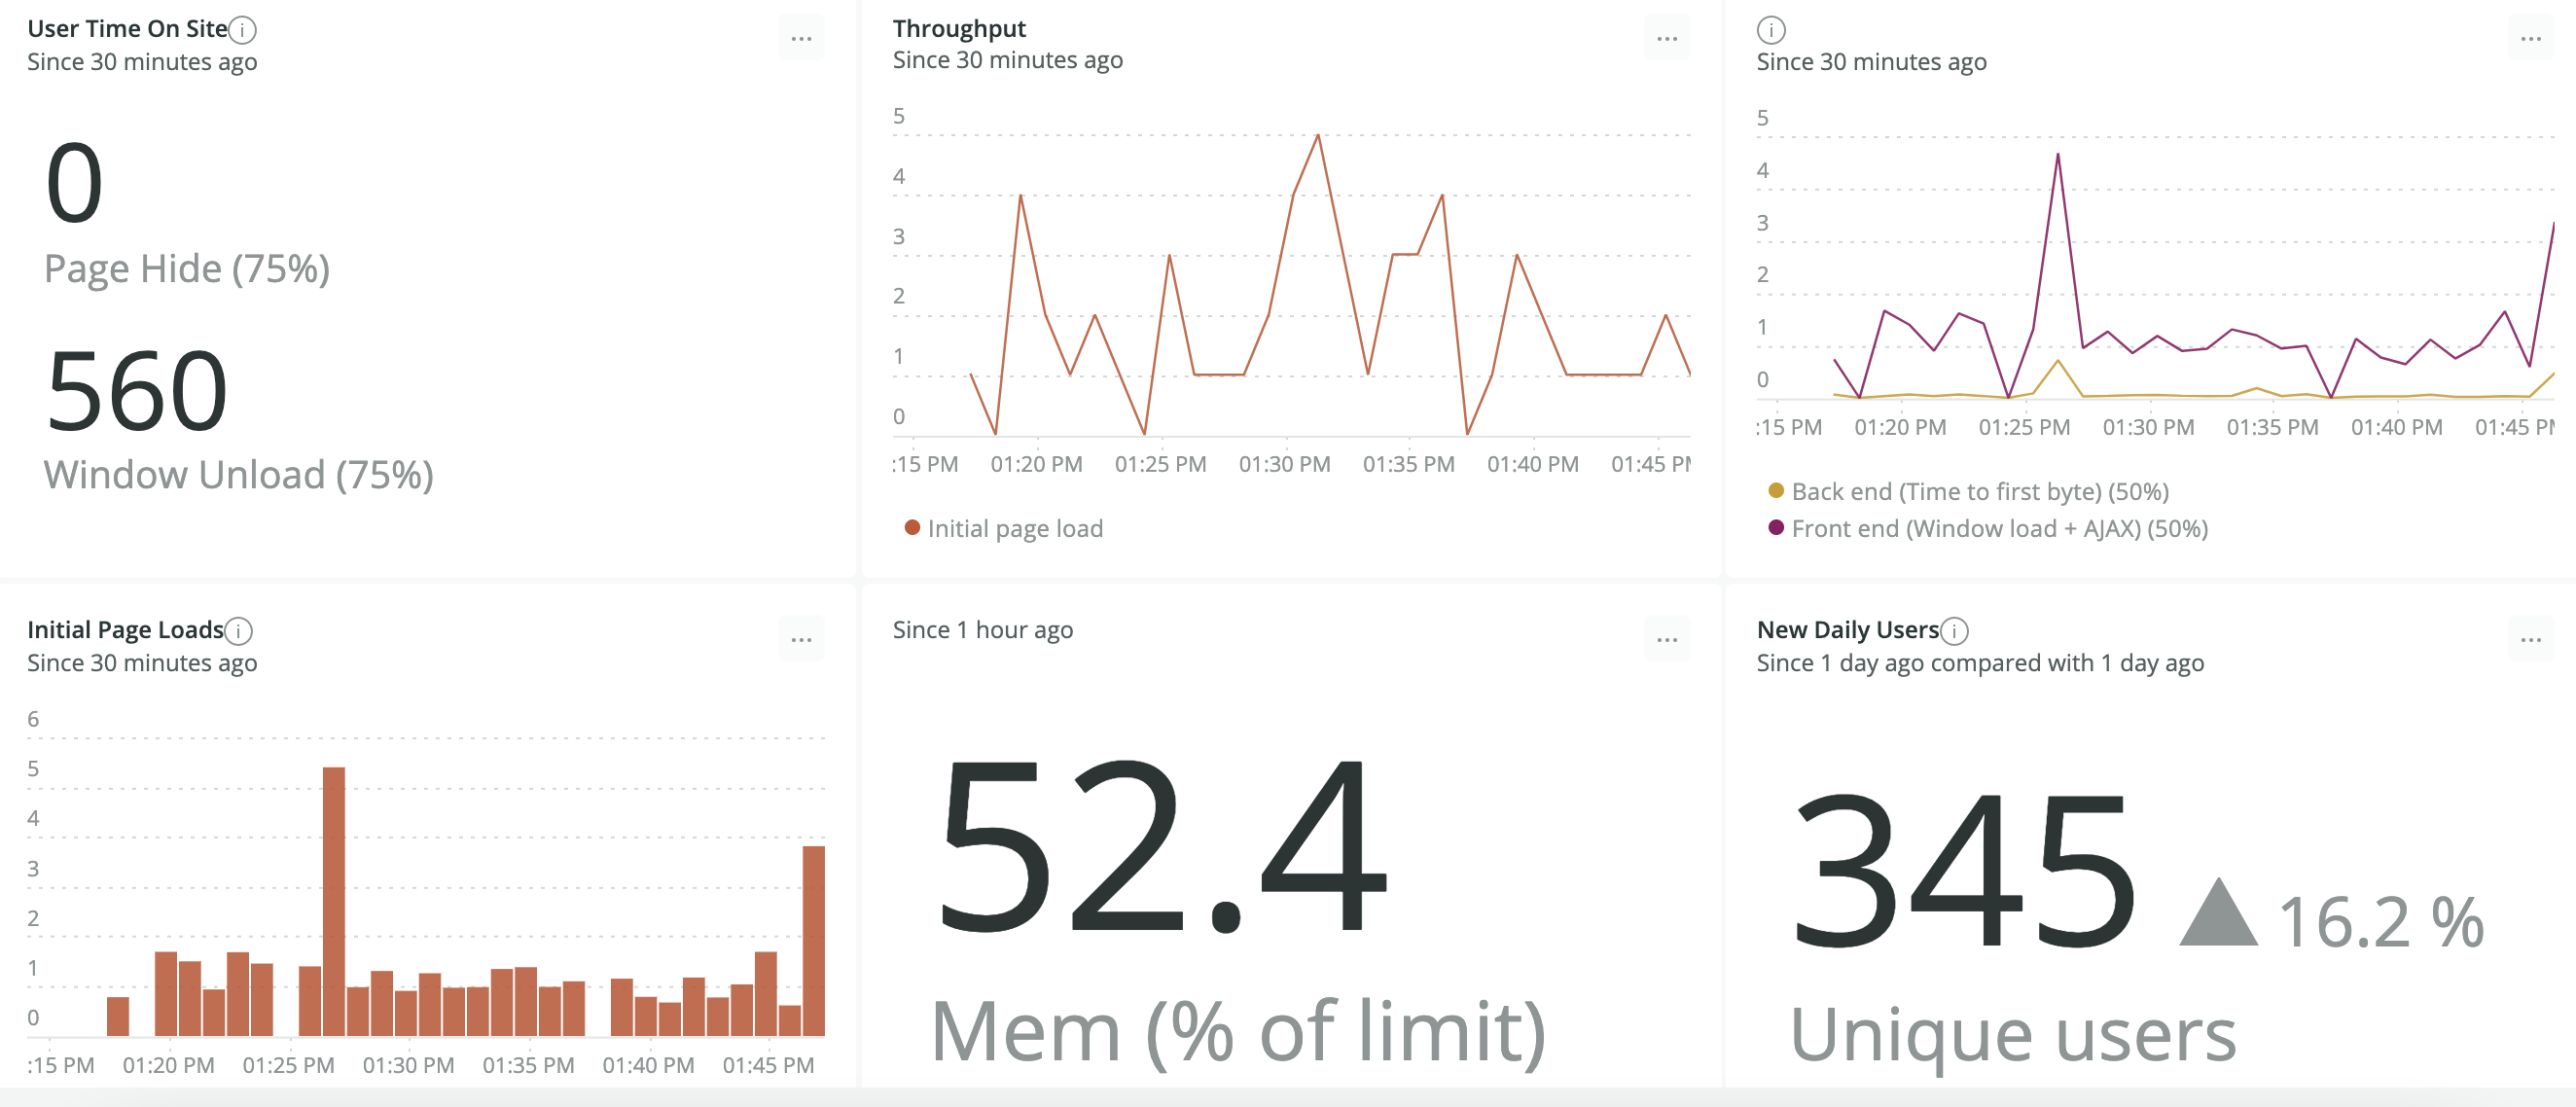 User Time On Site
Since 30 minutes ago
0
Page Hide (75%)
560
Window Unload (75%)
Throughput
Since 30 minutes ago
5
4
3
2
1
0
:15 PM 01:20 PM 01:25 PM 01:30 PM 01:35 PM 01:40 PM 01:45 PM
Initial page load
Since 30 minutes ago
5
4
3
2
1
0
:15 PM 01:20 PM 01:25 PM 01:30 PM 01:35 PM 01:40 PM 01:45 PM
Back end (Time to first byte) (50%)
Front end (Window load + AJAX) (50%)
Initial Page Loads
Since 30 minutes ago
6
5
4
3
2
1
0
:15 PM 01:20 PM 01:25 PM 01:30 PM 01:35 PM 01:40 PM 01:45 PM
Since 1 hour ago
52.4
Mem (% of limit)
New Daily Users
Since 1 day ago compared with 1 day ago
345 ▲ 16.2 %
Unique users